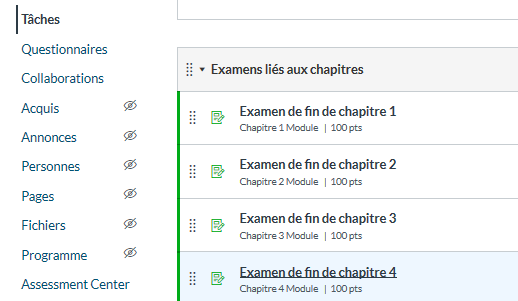 Tâches
Questionnaires
Collaborations
Acquis
Annonces
Personnes
Pages
Fichiers
Programme
Assessment Center
Examens liés aux chapitres
Examen de fin de chapitre 1
Chapitre 1 Module | 100 pts
Examen de fin de chapitre 2
Chapitre 2 Module | 100 pts
Examen de fin de chapitre 3
Chapitre 3 Module | 100 pts
Examen de fin de chapitre 4
Chapitre 4 Module | 100 pts